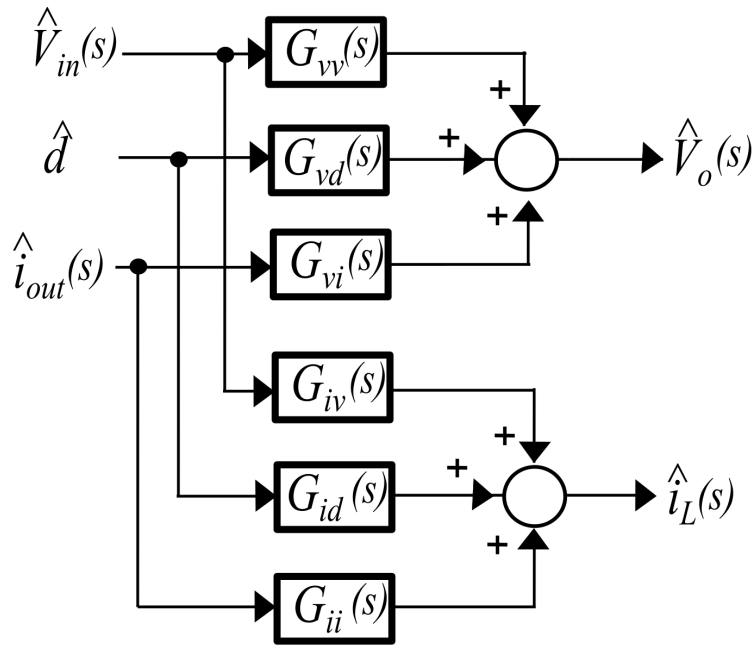 V̂in(s)
Gvv(s)
+
d̂
Gvd(s)
+
V̂o(s)
îout(s)
Gvi(s)
+
Giv(s)
+
Gid(s)
+
îL(s)
Gii(s)
+